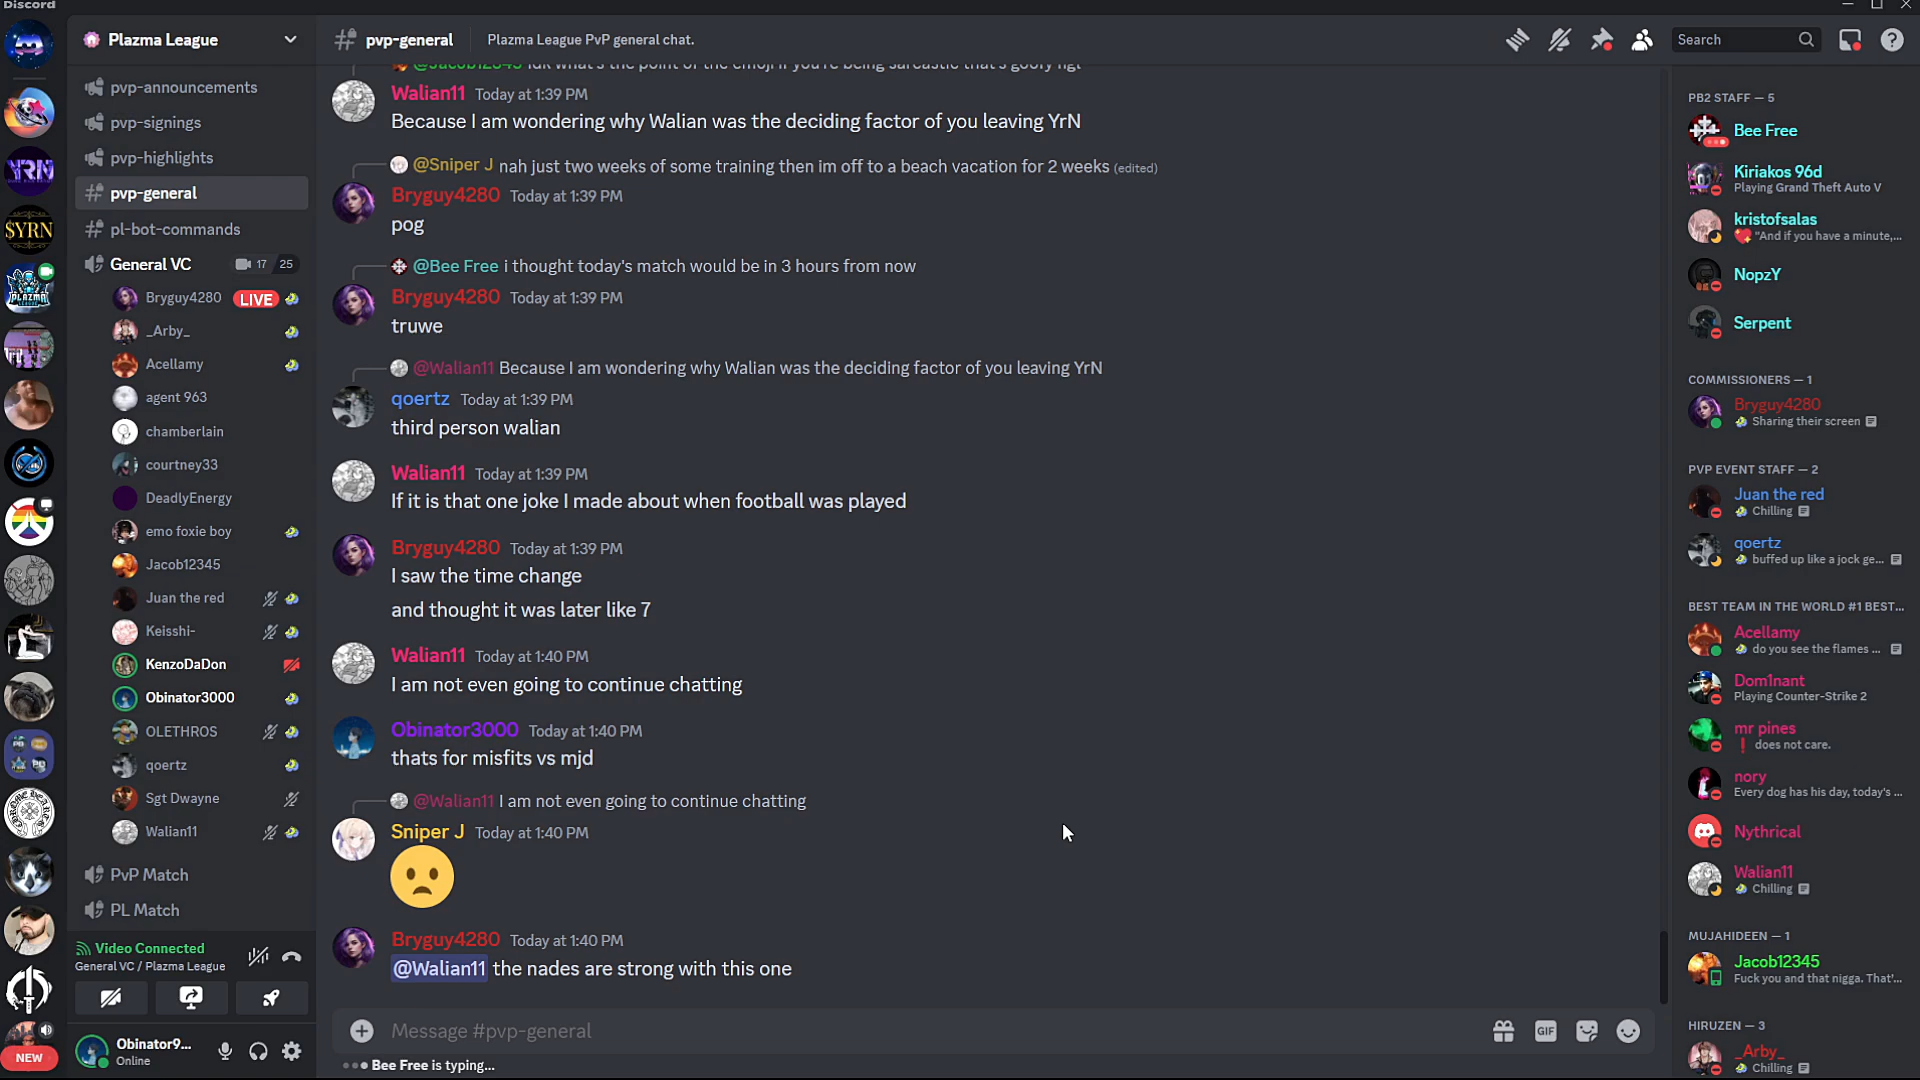 Discord
Plazma League
pvp-general
Plazma League PvP general chat.
Search
pvp-announcements
pvp-signings
pvp-highlights
pvp-general
pl-bot-commands
General VC 17 25
Bryguy4280 LIVE
_Arby_
Acellamy
agent 963
chamberlain
courtney33
DeadlyEnergy
emo foxie boy
Jacob12345
Juan the red
Keisshi-
KenzoDaDon
Obinator3000
OLETHROS
qoertz
Sgt Dwayne
Walian11
PvP Match
PL Match
Video Connected
General VC / Plazma League
Obinator9...
Online
YRN
$YRN
PLAZMA
NEW
@Jacob12345 idk what's the point of the emoji if you're being sarcastic that's goofy ngl
Walian11 Today at 1:39 PM
Because I am wondering why Walian was the deciding factor of you leaving YrN
@Sniper J nah just two weeks of some training then im off to a beach vacation for 2 weeks (edited)
Bryguy4280 Today at 1:39 PM
pog
@Bee Free i thought today's match would be in 3 hours from now
Bryguy4280 Today at 1:39 PM
truwe
@Walian11 Because I am wondering why Walian was the deciding factor of you leaving YrN
qoertz Today at 1:39 PM
third person walian
Walian11 Today at 1:39 PM
If it is that one joke I made about when football was played
Bryguy4280 Today at 1:39 PM
I saw the time change
and thought it was later like 7
Walian11 Today at 1:40 PM
I am not even going to continue chatting
Obinator3000 Today at 1:40 PM
thats for misfits vs mjd
@Walian11 I am not even going to continue chatting
Sniper J Today at 1:40 PM
Bryguy4280 Today at 1:40 PM
@Walian11 the nades are strong with this one
Message #pvp-general
GIF
Bee Free is typing...
PB2 STAFF — 5
Bee Free
Kiriakos 96d
Playing Grand Theft Auto V
kristofsalas
"And if you have a minute,...
NopzY
Serpent
COMMISSIONERS — 1
Bryguy4280
Sharing their screen
PVP EVENT STAFF — 2
Juan the red
Chilling
qoertz
buffed up like a jock ge...
BEST TEAM IN THE WORLD #1 BEST...
Acellamy
do you see the flames ...
Dom1nant
Playing Counter-Strike 2
mr pines
does not care.
nory
Every dog has his day, today's ...
Nythrical
Walian11
Chilling
MUJAHIDEEN — 1
Jacob12345
Fuck you and that nigga. That'...
HIRUZEN — 3
_Arby_
Chilling